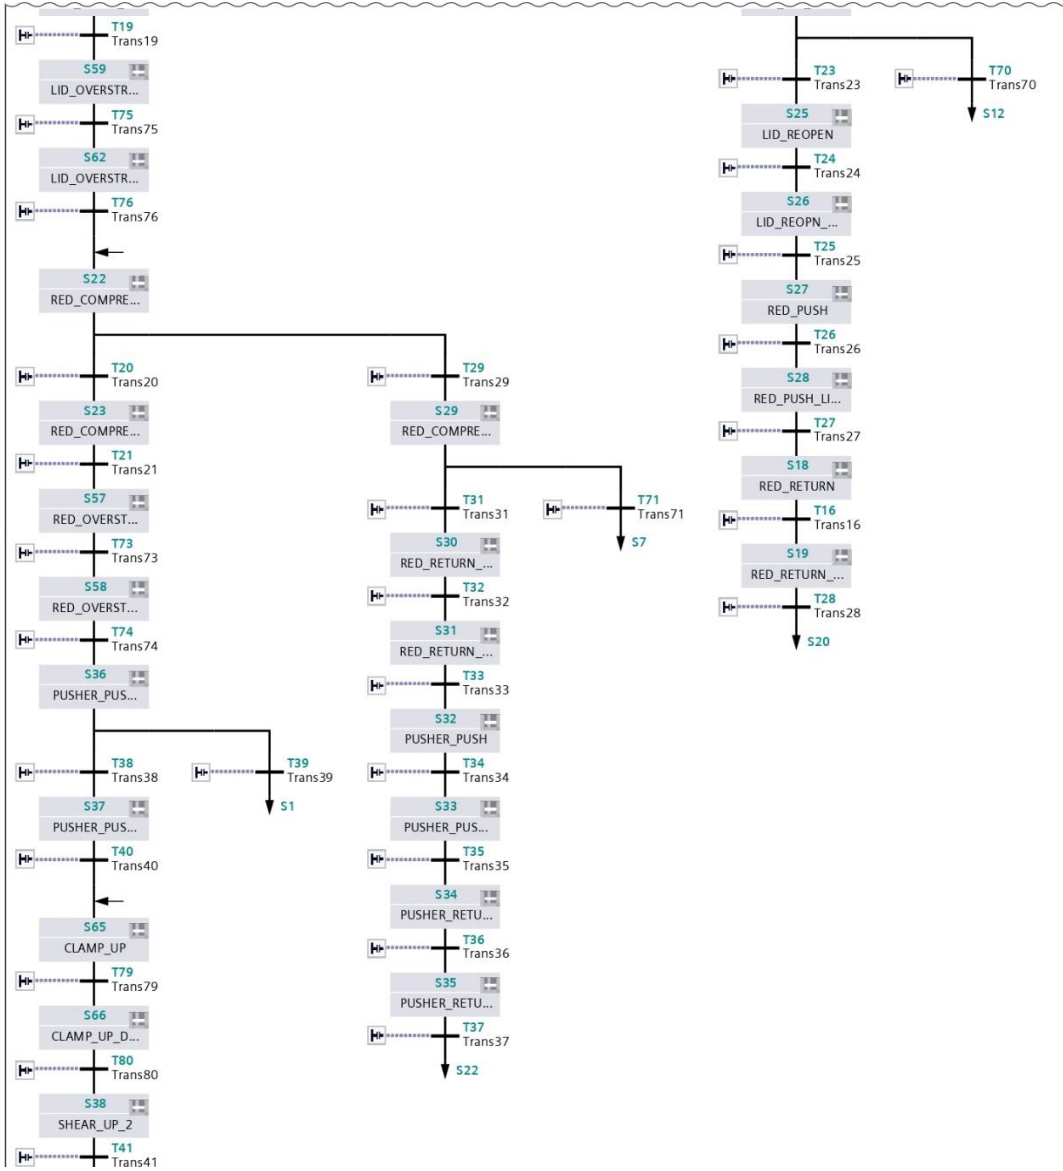 T19
Trans19
S59
LID_OVERSTR...
T75
Trans75
S62
LID_OVERSTR...
T76
Trans76
S22
RED_COMPRE...
T20
Trans20
S23
RED_COMPRE...
T21
Trans21
S57
RED_OVERST...
T73
Trans73
S58
RED_OVERST...
T74
Trans74
S36
PUSHER_PUS...
T38
Trans38
T39
Trans39
S1
S37
PUSHER_PUS...
T40
Trans40
S65
CLAMP_UP
T79
Trans79
S66
CLAMP_UP_D...
T80
Trans80
S38
SHEAR_UP_2
T41
Trans41
T29
Trans29
S29
RED_COMPRE...
T31
Trans31
T71
Trans71
S7
S30
RED_RETURN_...
T32
Trans32
S31
RED_RETURN_...
T33
Trans33
S32
PUSHER_PUSH
T34
Trans34
S33
PUSHER_PUS...
T35
Trans35
S34
PUSHER_RETU...
T36
Trans36
S35
PUSHER_RETU...
T37
Trans37
S22
T23
Trans23
T70
Trans70
S12
S25
LID_REOPEN
T24
Trans24
S26
LID_REOPN_...
T25
Trans25
S27
RED_PUSH
T26
Trans26
S28
RED_PUSH_LI...
T27
Trans27
S18
RED_RETURN
T16
Trans16
S19
RED_RETURN_...
T28
Trans28
S20